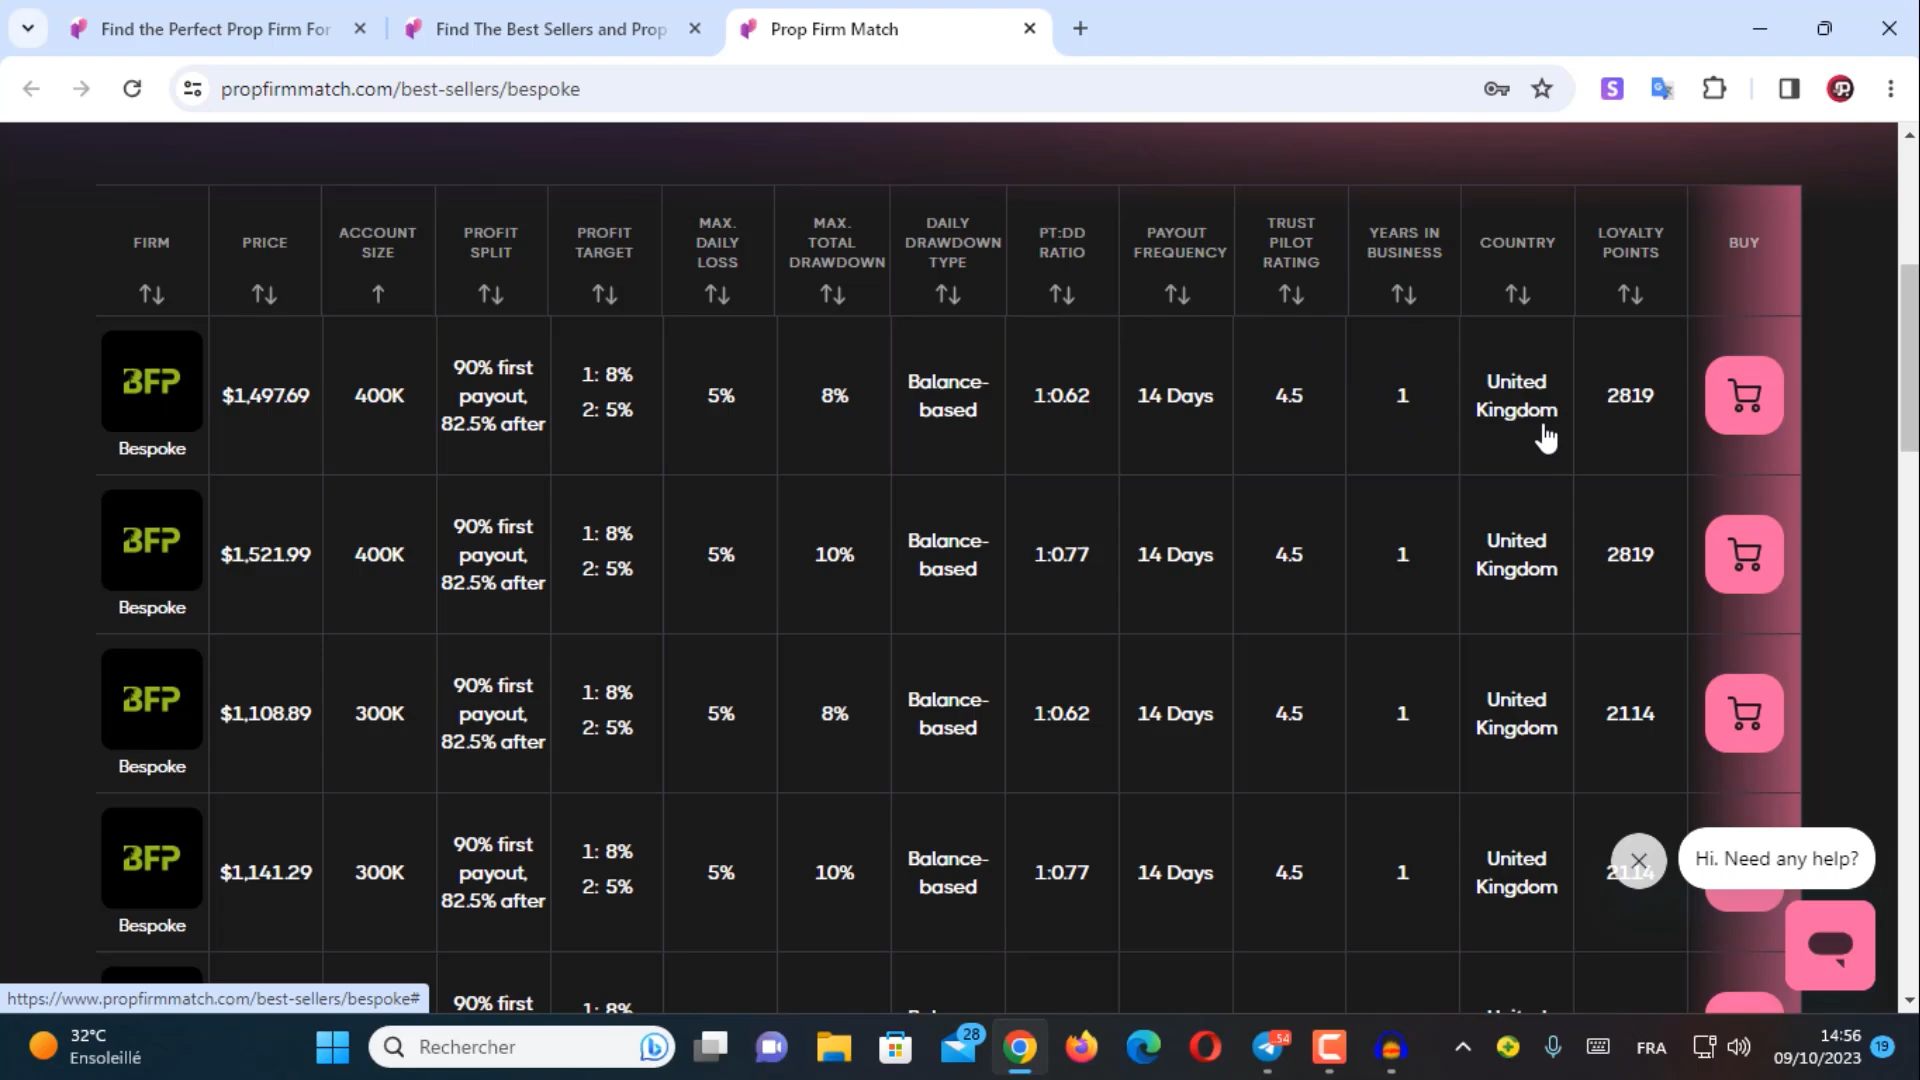 Find the Perfect Prop Firm For
Find The Best Sellers and Prop
Prop Firm Match
propfirmmatch.com/best-sellers/bespoke
FIRM
PRICE
ACCOUNT
SIZE
PROFIT
SPLIT
PROFIT
TARGET
MAX.
DAILY
LOSS
MAX.
TOTAL
DRAWDOWN
DAILY
DRAWDOWN
TYPE
PT:DD
RATIO
PAYOUT
FREQUENCY
TRUST
PILOT
RATING
YEARS IN
BUSINESS
COUNTRY
LOYALTY
POINTS
BUY
BFP
Bespoke
$1,497.69
400K
90% first
payout,
82.5% after
1: 8%
2: 5%
5%
8%
Balance-
based
1:0.62
14 Days
4.5
1
United
Kingdom
2819
BFP
Bespoke
$1,521.99
400K
90% first
payout,
82.5% after
1: 8%
2: 5%
5%
10%
Balance-
based
1:0.77
14 Days
4.5
1
United
Kingdom
2819
BFP
Bespoke
$1,108.89
300K
90% first
payout,
82.5% after
1: 8%
2: 5%
5%
8%
Balance-
based
1:0.62
14 Days
4.5
1
United
Kingdom
2114
BFP
Bespoke
$1,141.29
300K
90% first
payout,
82.5% after
1: 8%
2: 5%
5%
10%
Balance-
based
1:0.77
14 Days
4.5
1
United
Kingdom
2114
Hi. Need any help?
90% first
1: 8%
https://www.propfirmmatch.com/best-sellers/bespoke#
32°C
Ensoleillé
Rechercher
28
54
FRA
14:56
09/10/2023
19